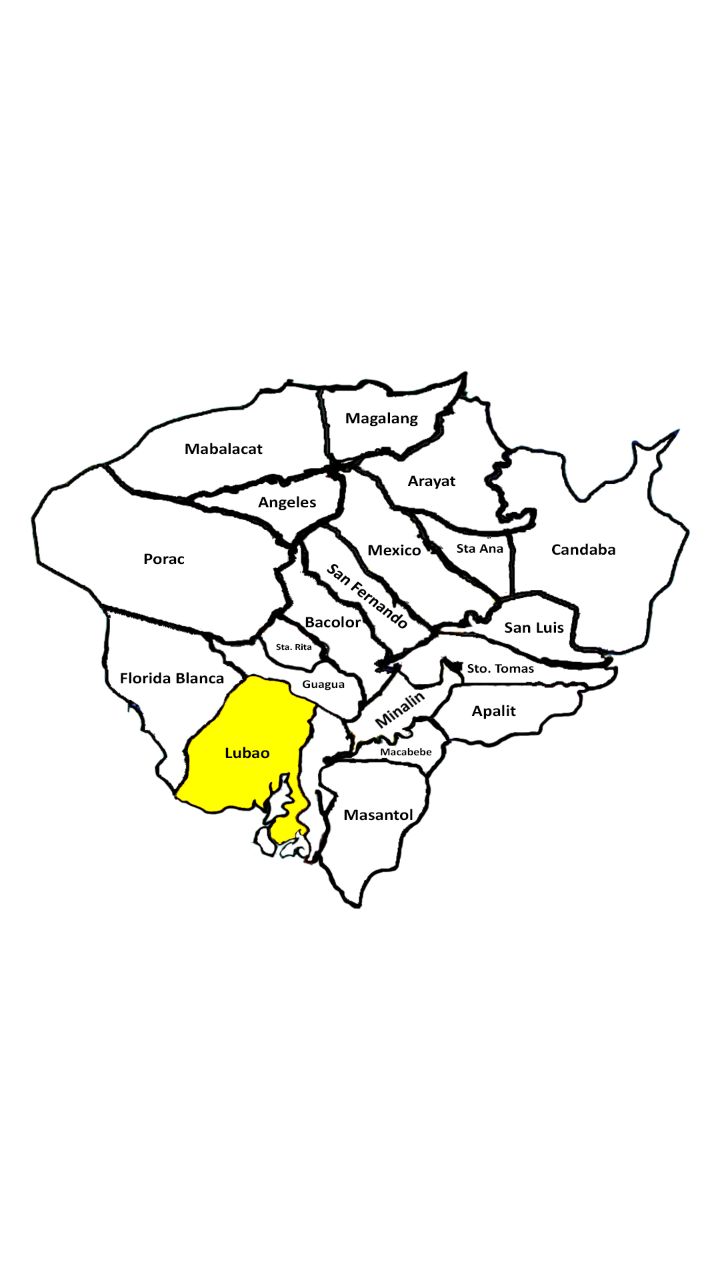 Magalang
Mabalacat
Arayat
Angeles
Mexico
Sta Ana
Candaba
Porac
San Fernando
Bacolor
San Luis
Sta. Rita
Sto. Tomas
Florida Blanca
Guagua
Minalin
Apalit
Lubao
Macabebe
Masantol